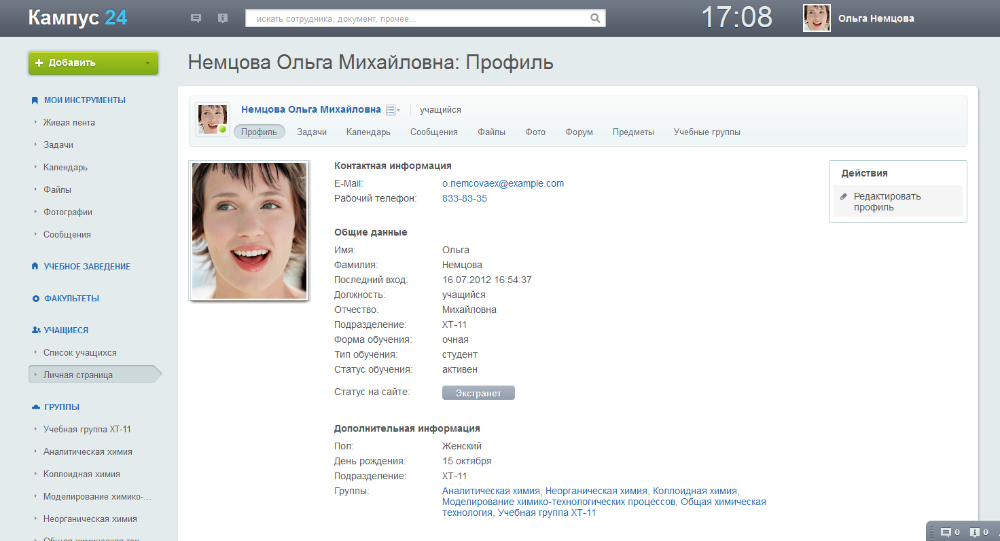 Кампус 24
искать сотрудника, документ, прочее...
17:08
Ольга Немцова
Добавить
Немцова Ольга Михайловна: Профиль
МОИ ИНСТРУМЕНТЫ
Живая лента
Задачи
Календарь
Файлы
Фотографии
Сообщения
УЧЕБНОЕ ЗАВЕДЕНИЕ
ФАКУЛЬТЕТЫ
УЧАЩИЕСЯ
Список учащихся
Личная страница
ГРУППЫ
Учебная группа ХТ-11
Аналитическая химия
Коллоидная химия
Моделирование химико-...
Неорганическая химия
Общая химическая тех...
Немцова Ольга Михайловна
учащийся
Профиль Задачи Календарь Сообщения Файлы Фото Форум Предметы Учебные группы
Контактная информация
E-Mail: o.nemcovaex@example.com
Рабочий телефон: 833-83-35
Общие данные
Имя: Ольга
Фамилия: Немцова
Последний вход: 16.07.2012 16:54:37
Должность: учащийся
Отчество: Михайловна
Подразделение: ХТ-11
Форма обучения: очная
Тип обучения: студент
Статус обучения: активен
Статус на сайте: Экстранет
Дополнительная информация
Пол: Женский
День рождения: 15 октября
Подразделение: ХТ-11
Группы: Аналитическая химия, Неорганическая химия, Коллоидная химия,
Моделирование химико-технологических процессов, Общая химическая
технология, Учебная группа ХТ-11
Действия
Редактировать
профиль
0 0